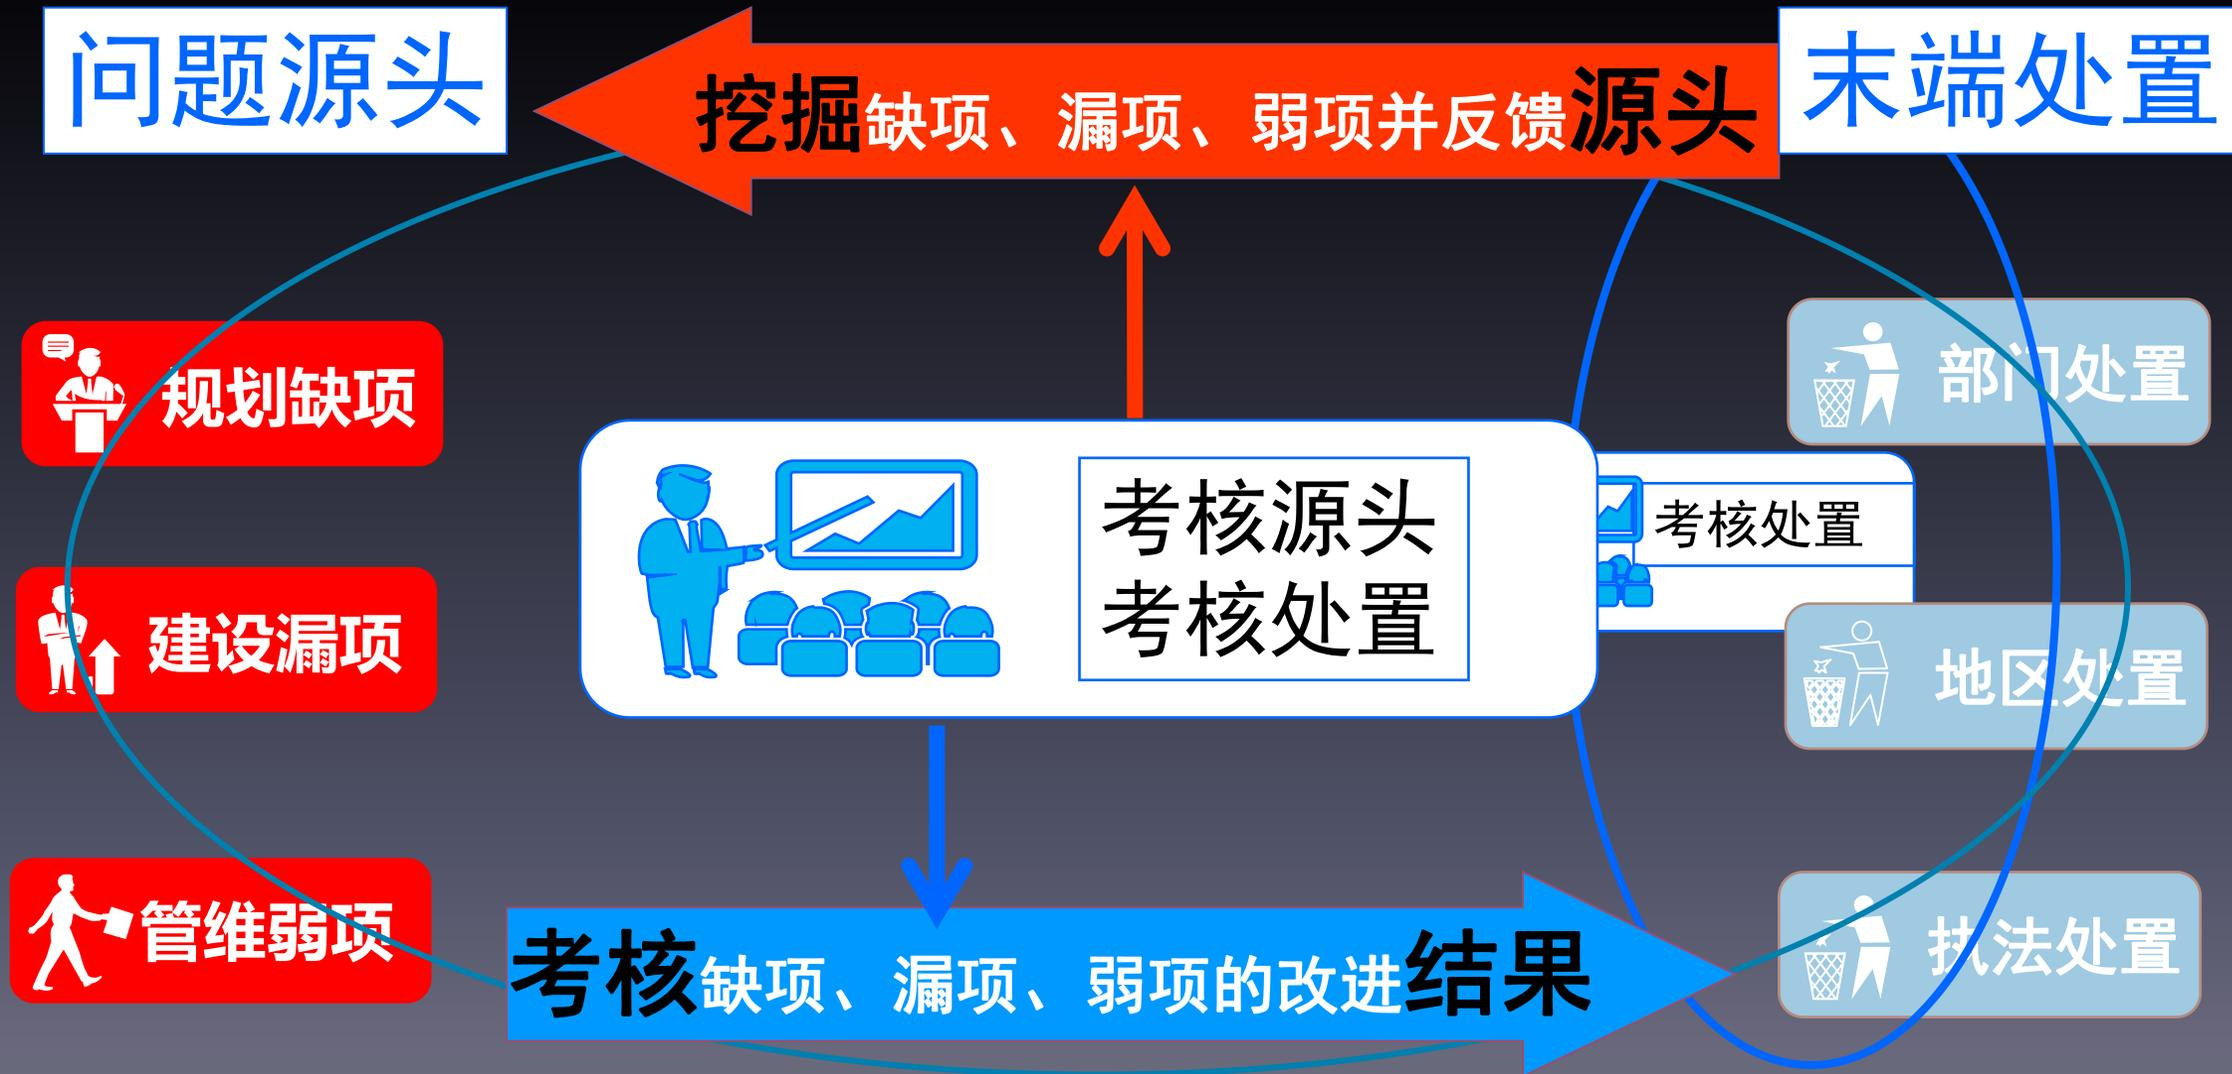 问题源头
挖掘缺项、漏项、弱项并反馈源头
末端处置
规划缺项
建设漏项
管维弱项
考核源头
考核处置
考核处置
部门处置
地区处置
执法处置
考核缺项、漏项、弱项的改进结果